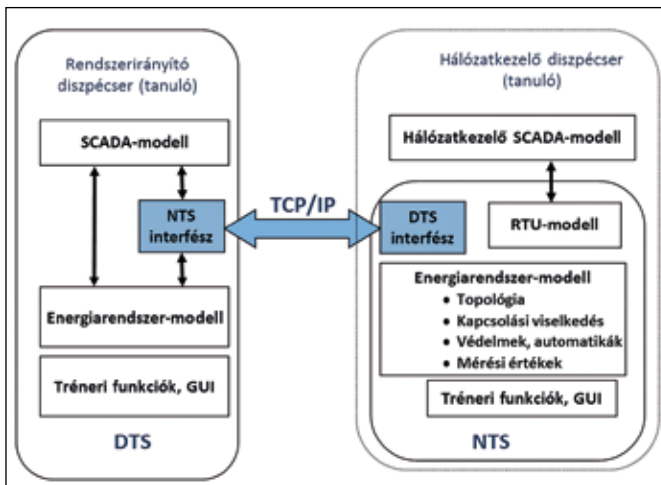 Rendszerirányító
diszpécser (tanuló)
SCADA-modell
NTS
interfész
Energiarendszer-modell
Tréneri funkciók, GUI
DTS
TCP/IP
Hálózatkezelő diszpécser
(tanuló)
Hálózatkezelő SCADA-modell
DTS
interfész
RTU-modell
Energiarendszer-modell
• Topológia
• Kapcsolási viselkedés
• Védelmek, automatikák
• Mérési értékek
Tréneri funkciók, GUI
NTS